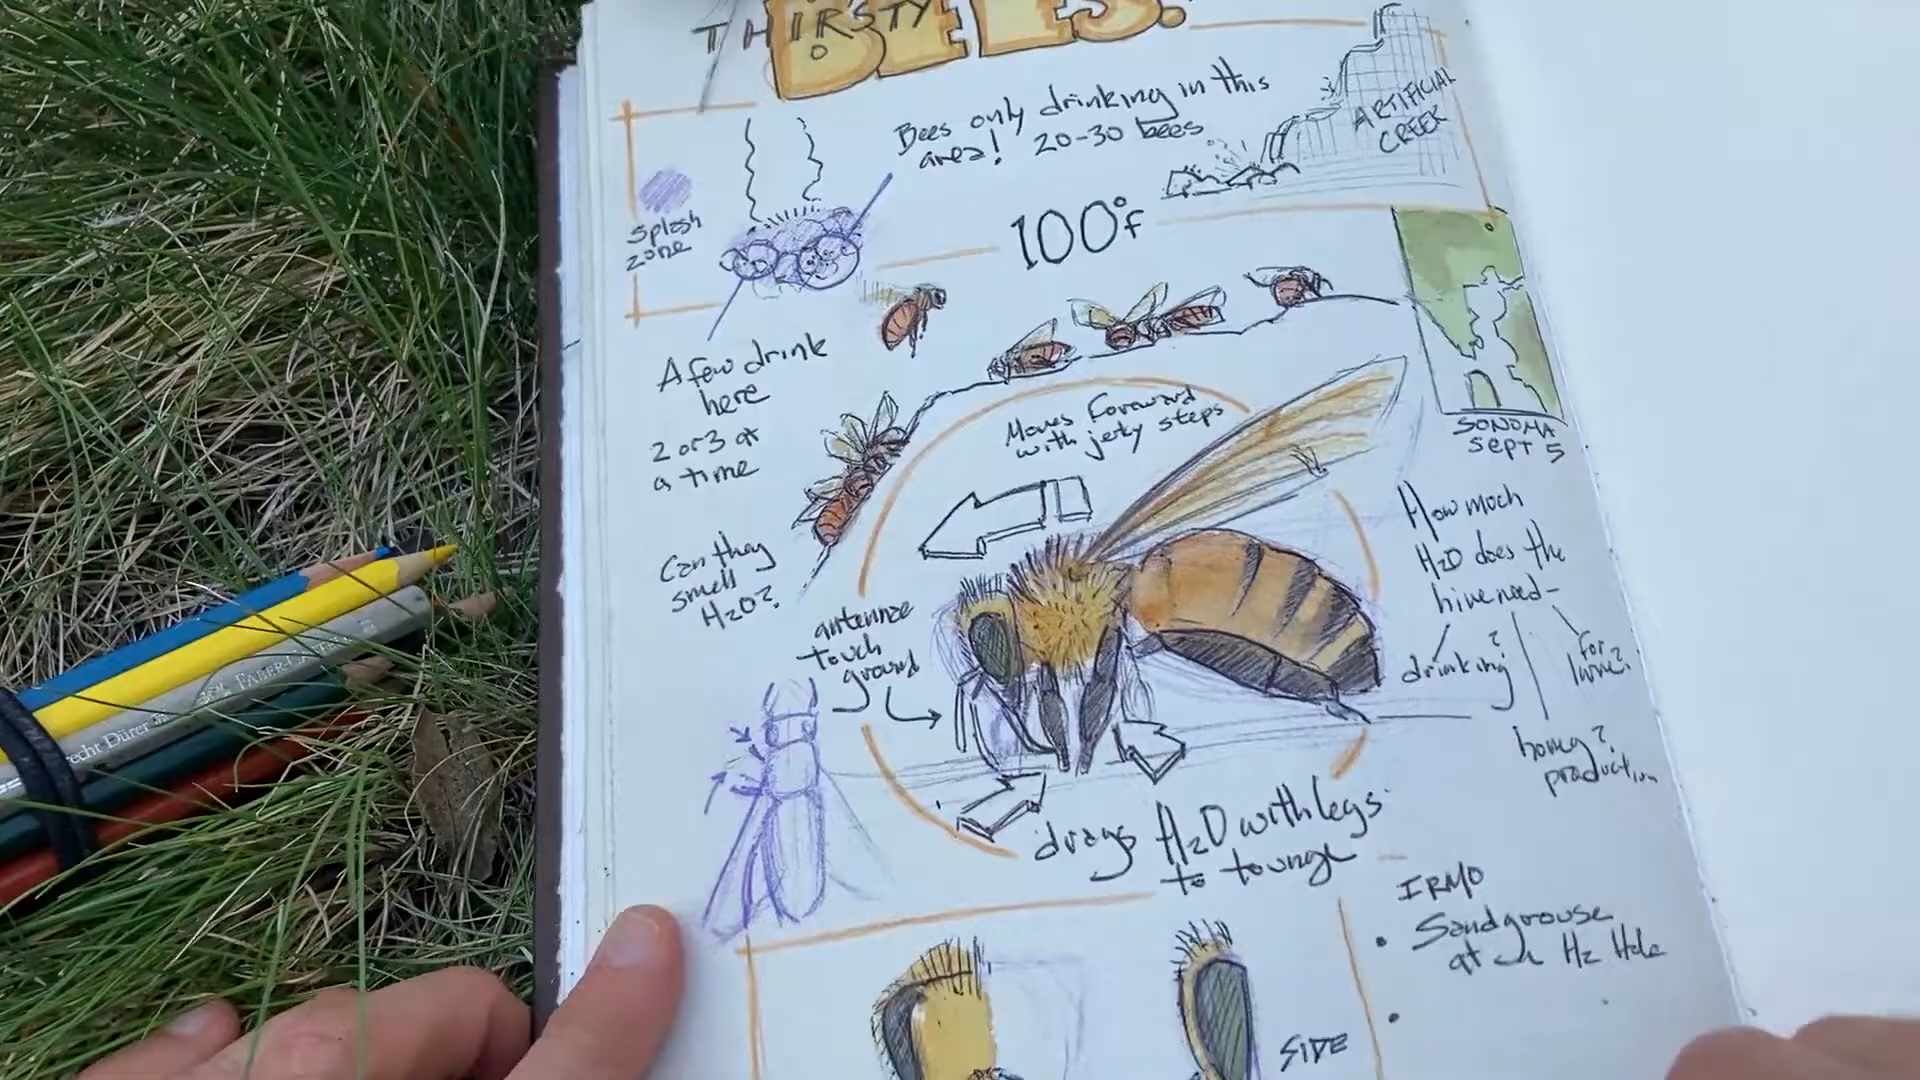 THIRSTY
BEES!
Bees only drinking in this
area! 20-30 bees
ARTIFICIAL
CREEK
splash
zone
100°f
A few drink
here
2 or 3 at
a time
Moves Forward
with jerky steps
SONOMA
SEPT 5
Can they
smell
H2O?
antennae
touch
ground
How much
H2O does the
hive need-
drinking?
for
larve?
honey?
production
drags H2O with legs
to tounge
IRMO
• Sandgrouse
at a H2 Hole
•
SIDE
FABER-CASTELL
recht Dürer